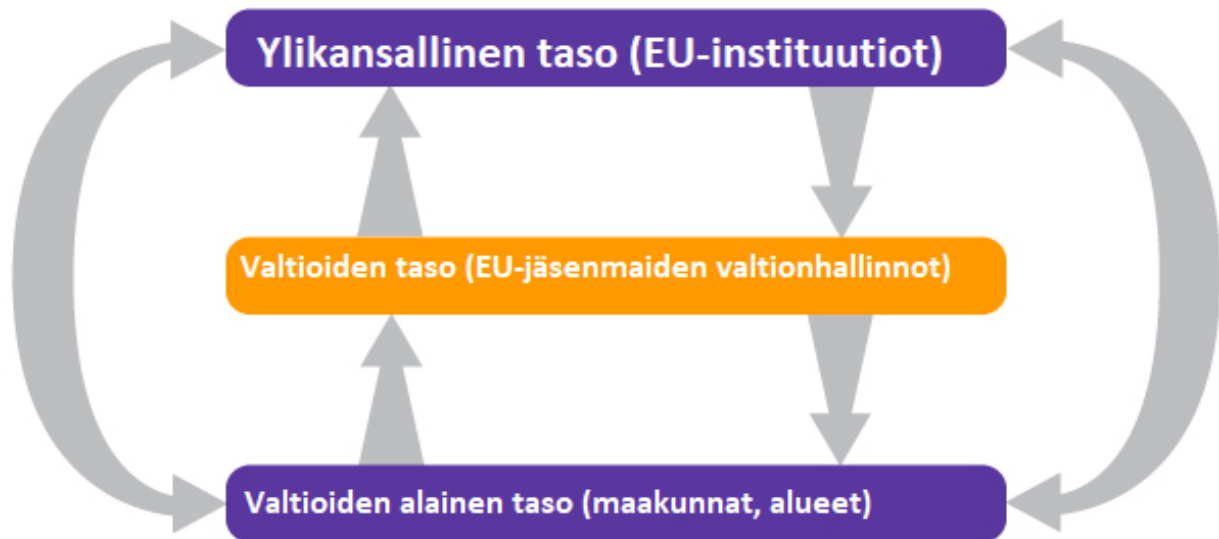 Ylikansallinen taso (EU-instituutiot)
Valtioiden taso (EU-jäsenmaiden valtionhallinnot)
Valtioiden alainen taso (maakunnat, alueet)